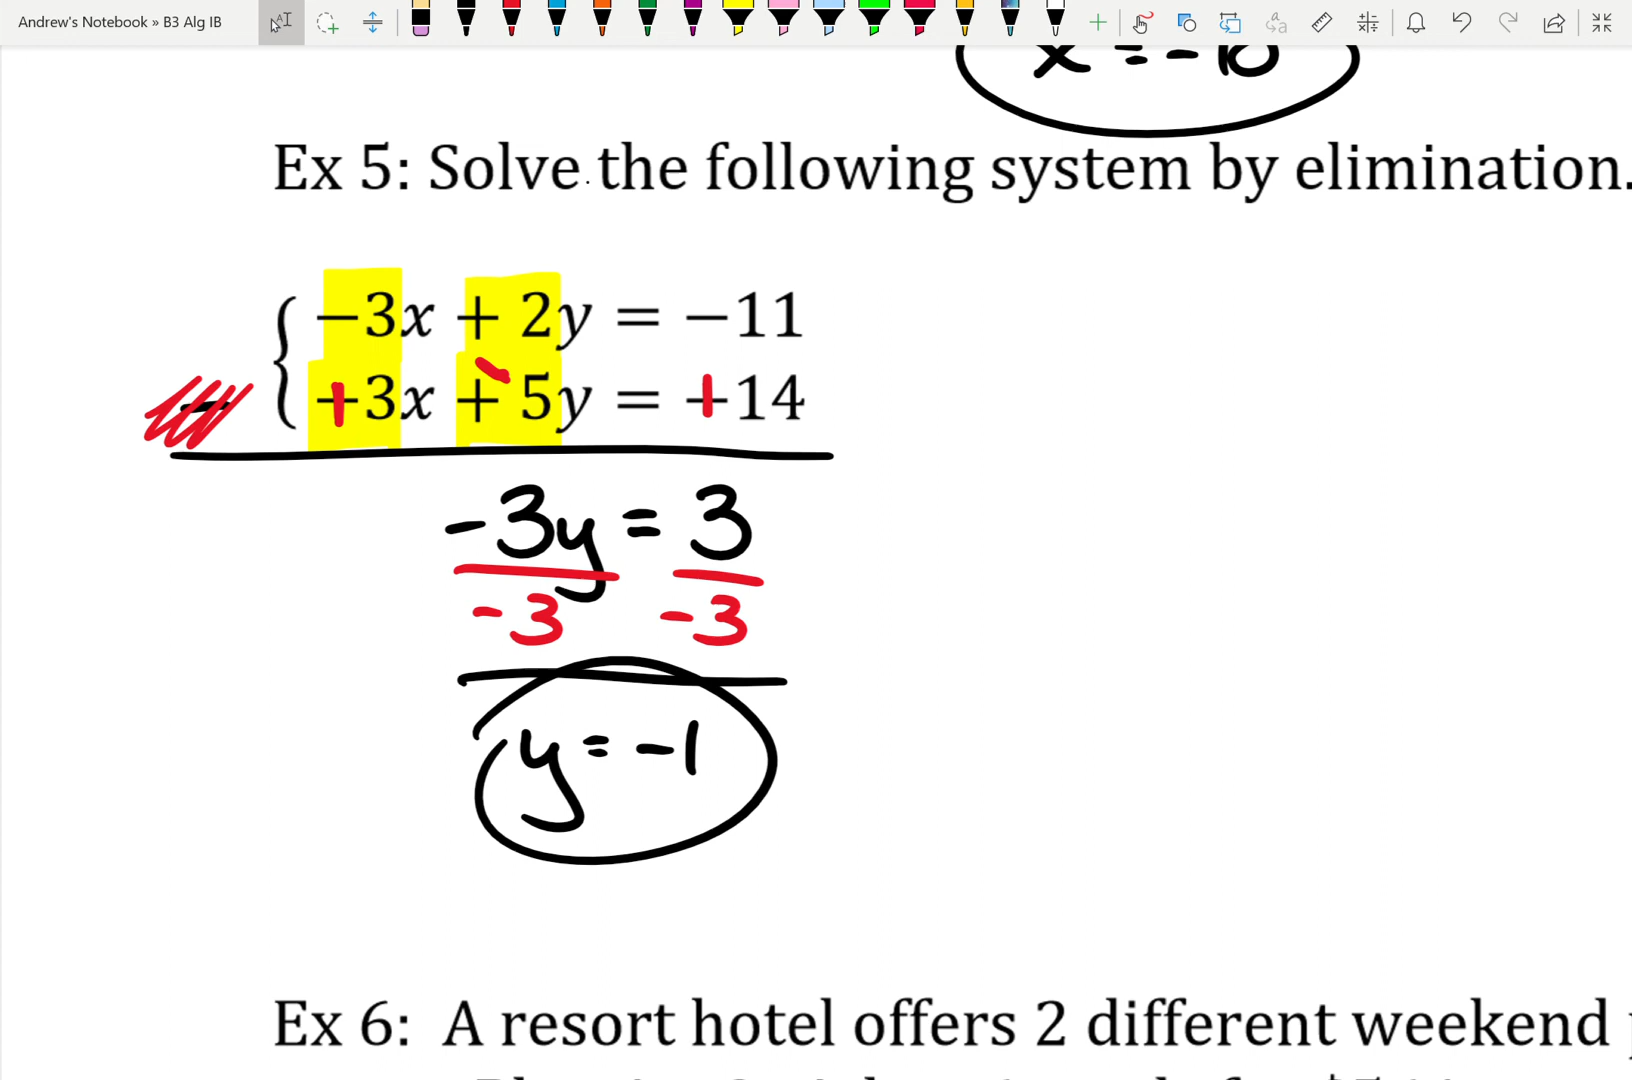 Andrew's Notebook » B3 Alg IB
x = -10
Ex 5: Solve the following system by elimination.
−3x + 2y = −11
- +3x + 5y = +14
-3y = 3
-3 -3
y = -1
Ex 6: A resort hotel offers 2 different weekend